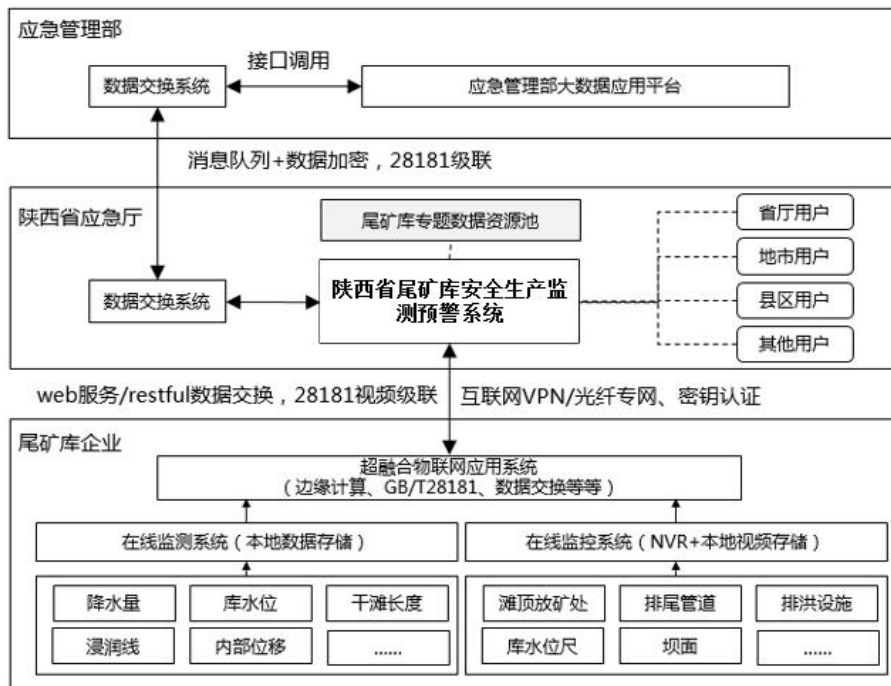 应急管理部
接口调用
数据交换系统
应急管理部大数据应用平台
消息队列+数据加密，28181级联
陕西省应急厅
尾矿库专题数据资源池
数据交换系统
陕西省尾矿库安全生产监
测预警系统
省厅用户
地市用户
县区用户
其他用户
web服务/restful数据交换，28181视频级联
互联网VPN/光纤专网、密钥认证
尾矿库企业
超融合物联网应用系统
（边缘计算、GB/T28181、数据交换等等）
在线监测系统（本地数据存储）
在线监控系统（NVR+本地视频存储）
降水量
库水位
干滩长度
浸润线
内部位移
......
滩顶放矿处
排尾管道
排洪设施
库水位尺
坝面
......